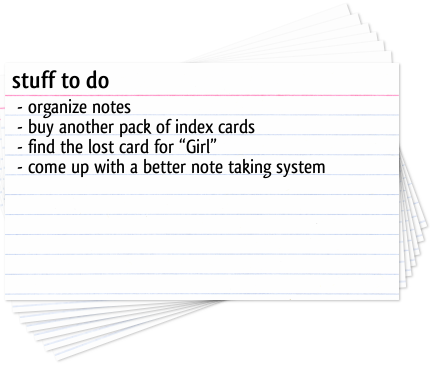 stuff to do
- organize notes
- buy another pack of index cards
- find the lost card for “Girl”
- come up with a better note taking system